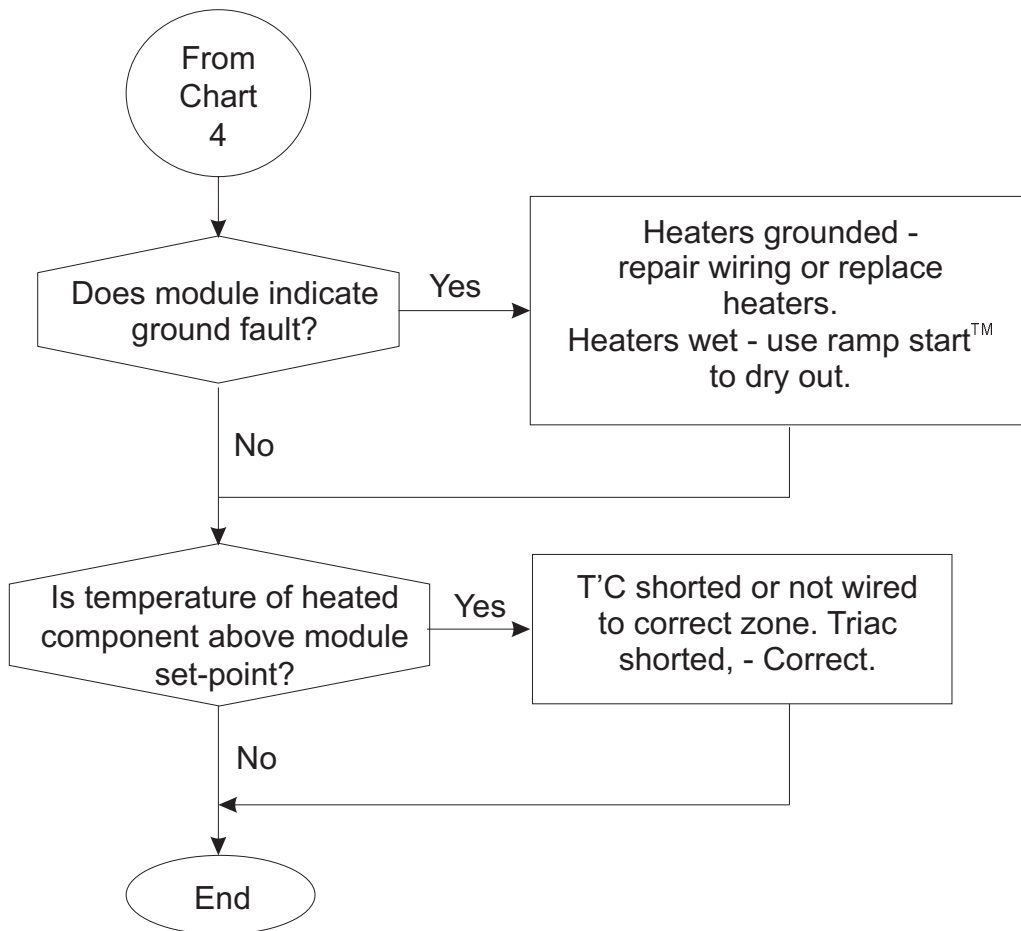 From
Chart
4
Does module indicate
ground fault?
Yes
Heaters grounded -
repair wiring or replace
heaters.
Heaters wet - use ramp start™
to dry out.
No
Is temperature of heated
component above module
set-point?
Yes
T'C shorted or not wired
to correct zone. Triac
shorted, - Correct.
No
End